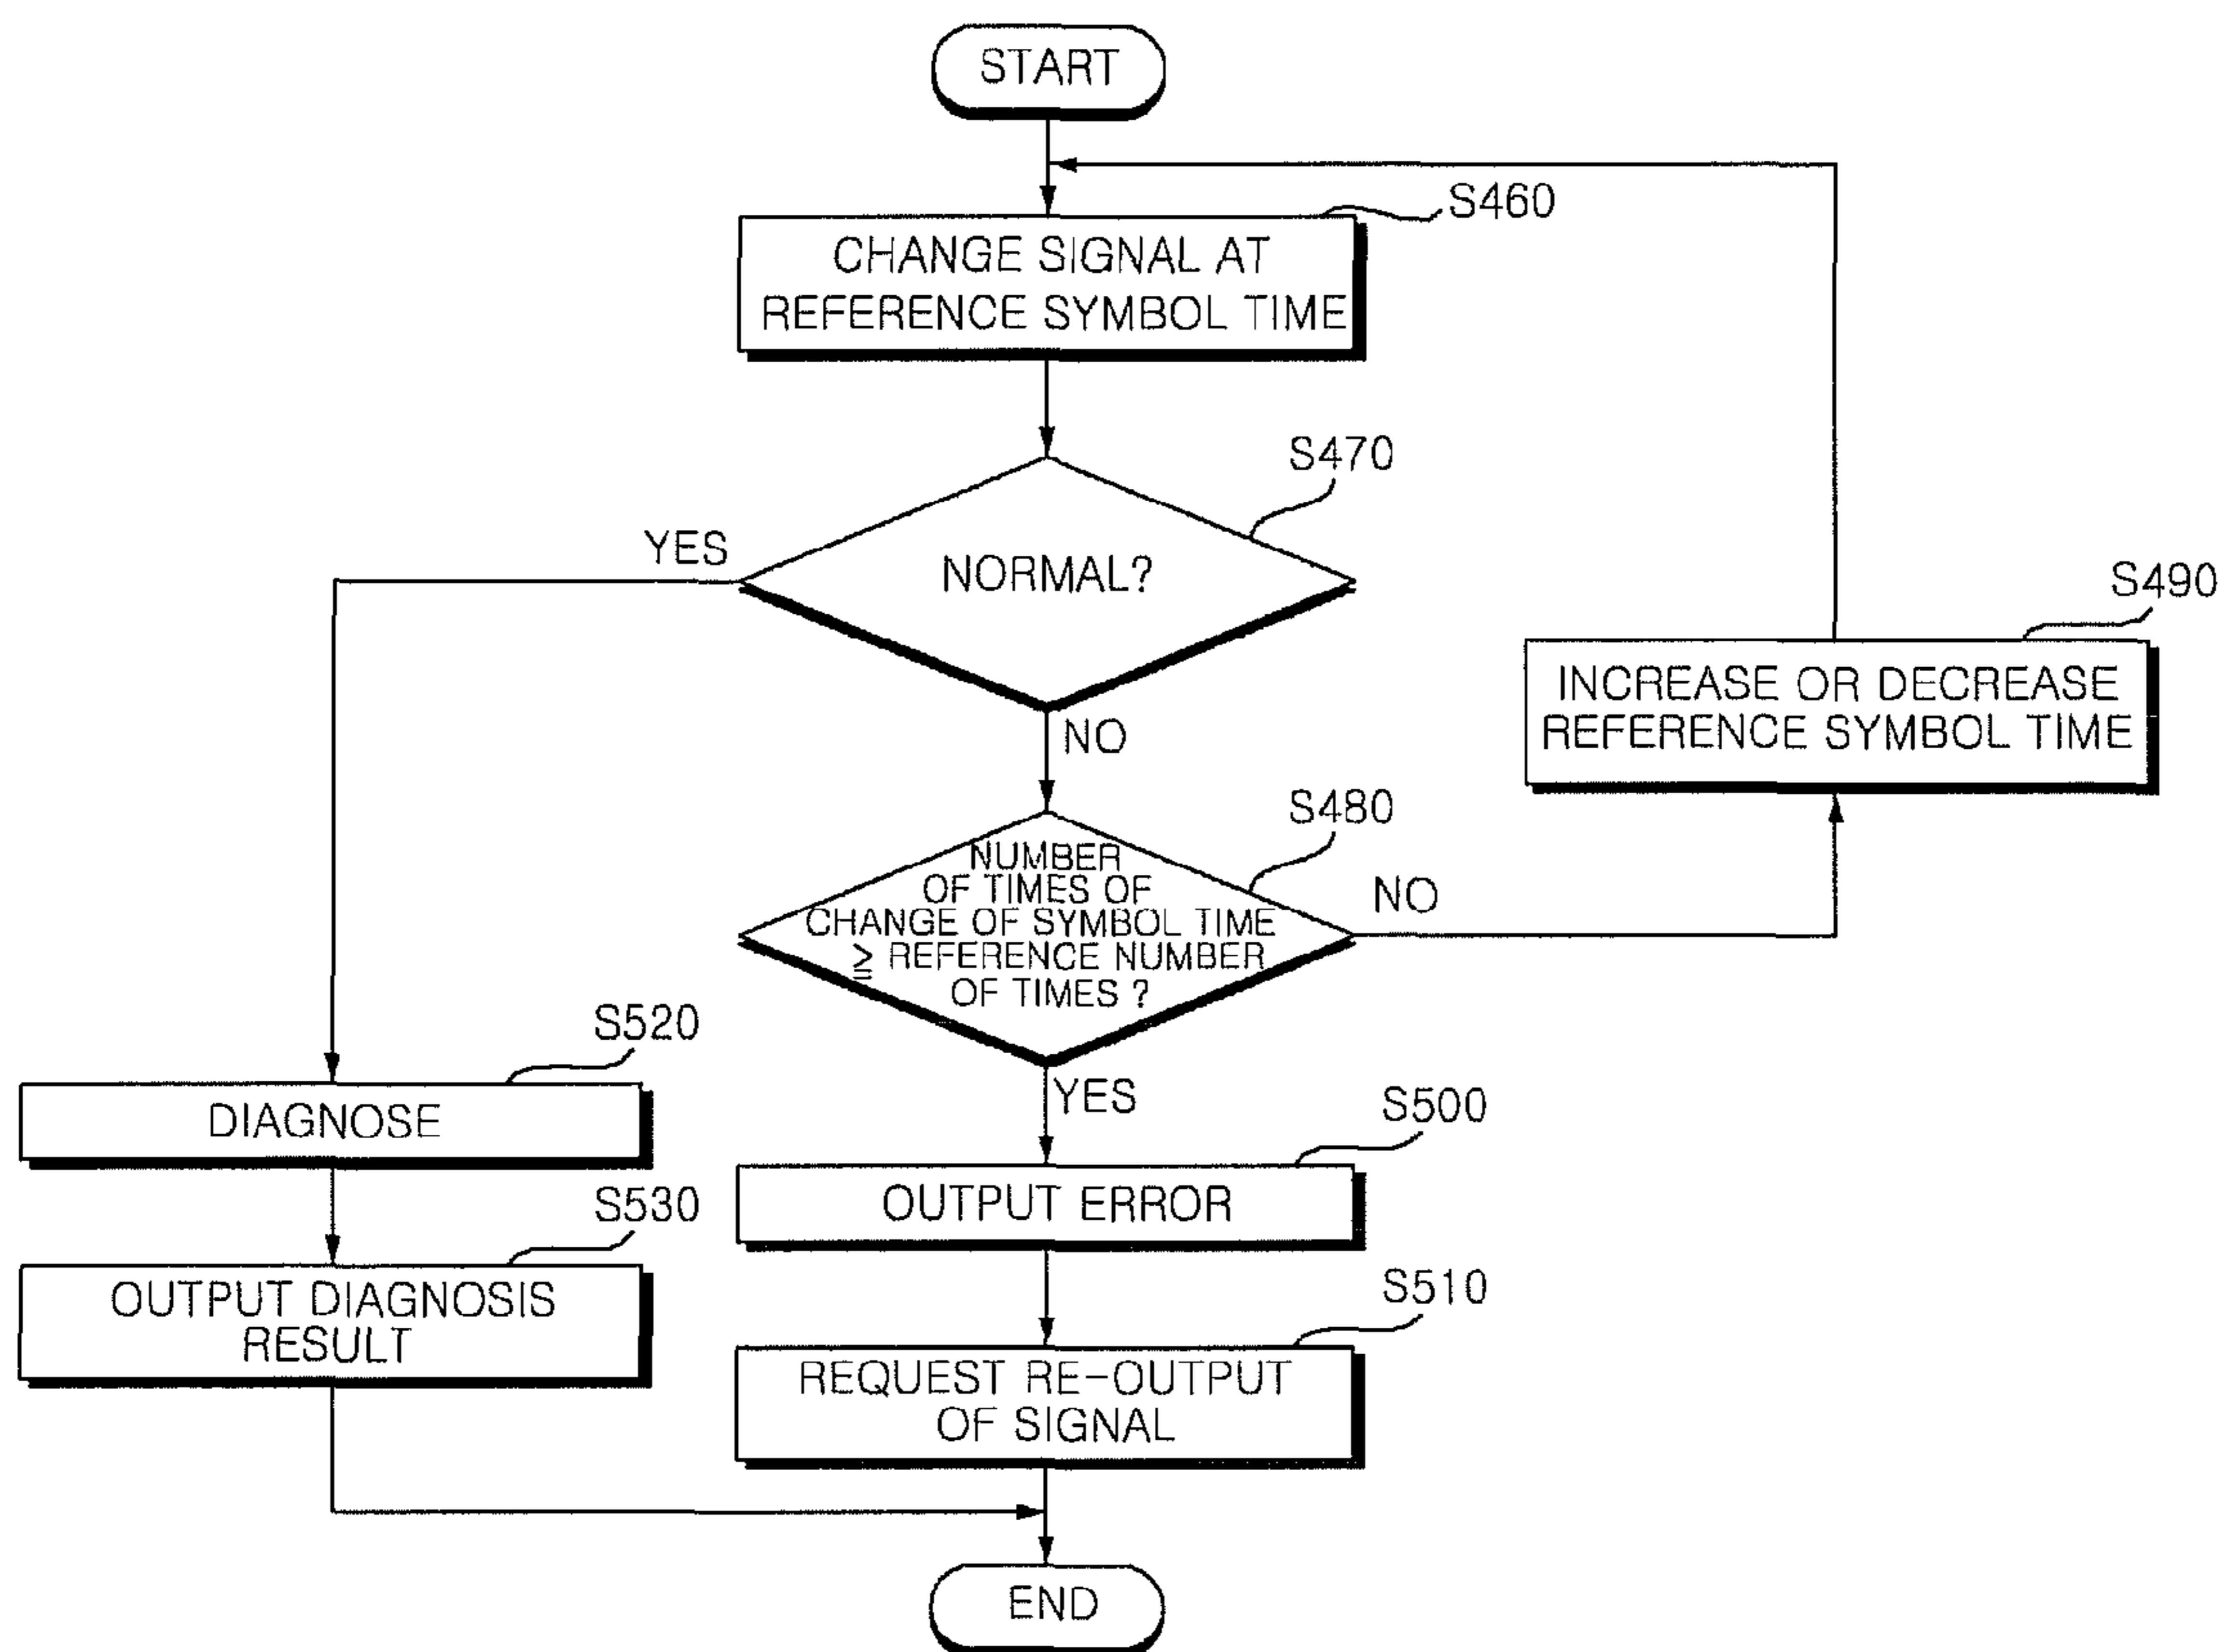 START
S460
CHANGE SIGNAL AT
REFERENCE SYMBOL TIME
S470
YES
NORMAL?
S490
INCREASE OR DECREASE
REFERENCE SYMBOL TIME
NO
S480
NUMBER
OF TIMES OF
CHANGE OF SYMBOL TIME
≧ REFERENCE NUMBER
OF TIMES ?
NO
YES
S520
DIAGNOSE
S500
OUTPUT ERROR
S530
OUTPUT DIAGNOSIS
RESULT
S510
REQUEST RE-OUTPUT
OF SIGNAL
END